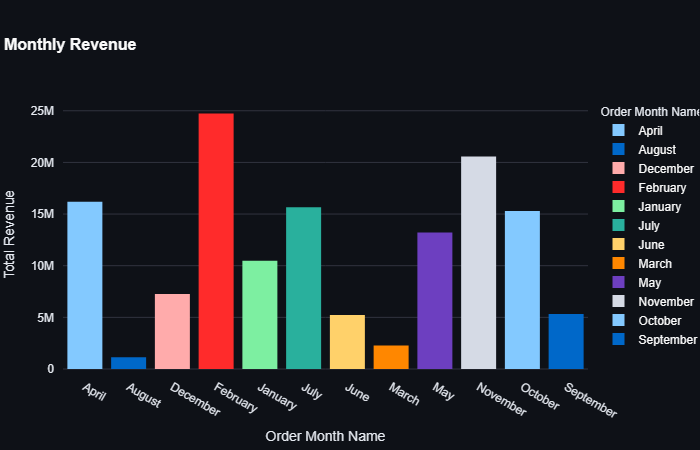 Monthly Revenue
25M
20M
15M
10M
5M
0
Total Revenue
April
August
December
February
January
July
June
March
May
November
October
September
Order Month Name
Order Month Name
April
August
December
February
January
July
June
March
May
November
October
September